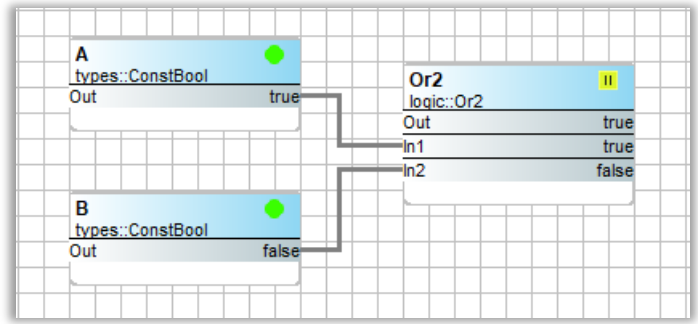 A
types::ConstBool
Out true
Or2
logic::Or2
Out true
In1 true
In2 false
B
types::ConstBool
Out false